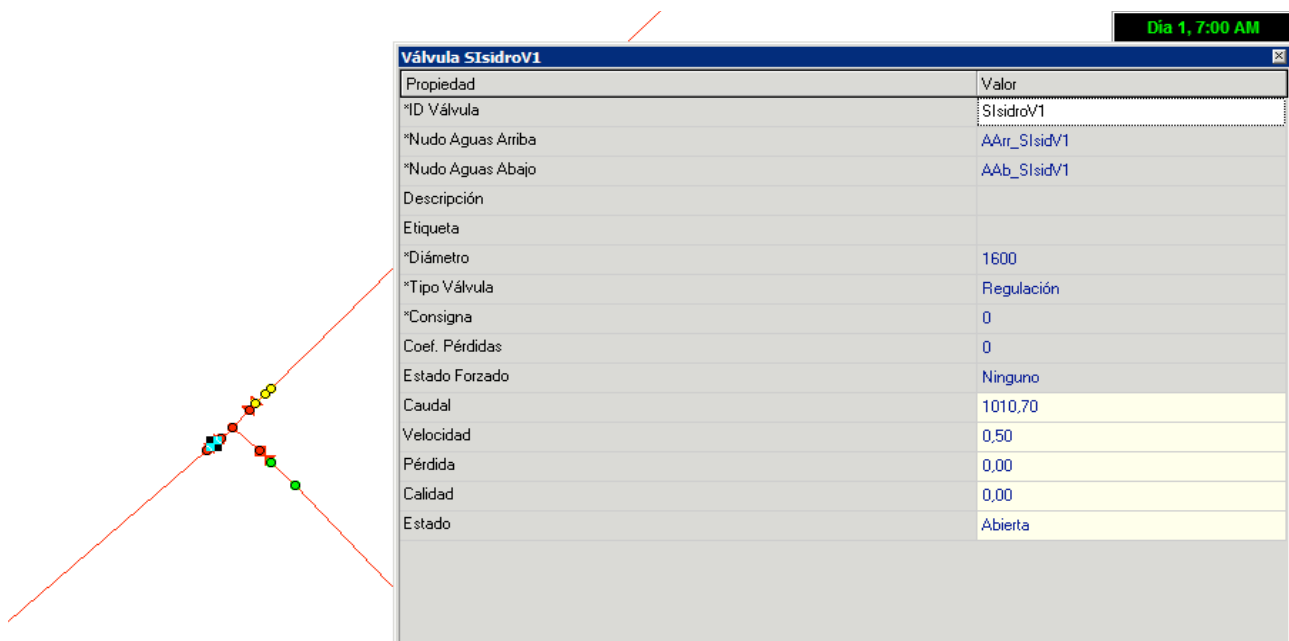 Dia 1, 7:00 AM
Válvula SIsidroV1
Propiedad Valor
*ID Válvula SIsidroV1
*Nudo Aguas Arriba AArr_SIsidV1
*Nudo Aguas Abajo AAb_SIsidV1
Descripción
Etiqueta
*Diámetro 1600
*Tipo Válvula Regulación
*Consigna 0
Coef. Pérdidas 0
Estado Forzado Ninguno
Caudal 1010,70
Velocidad 0,50
Pérdida 0,00
Calidad 0,00
Estado Abierta